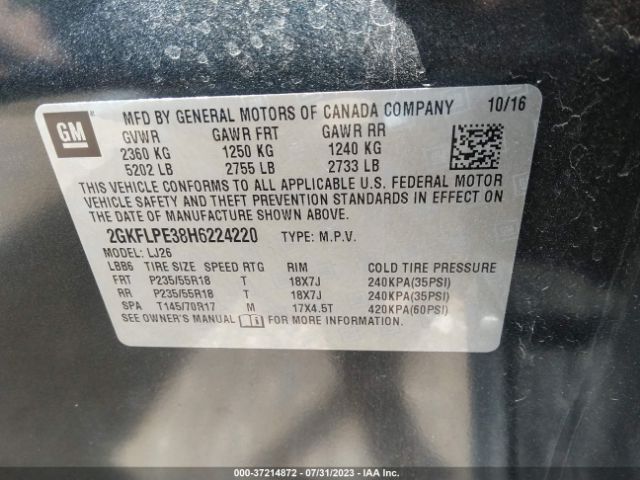 GM
MFD BY GENERAL MOTORS OF CANADA COMPANY 10/16
GVWR GAWR FRT GAWR RR
2360 KG 1250 KG 1240 KG
5202 LB 2755 LB 2733 LB
THIS VEHICLE CONFORMS TO ALL APPLICABLE U.S. FEDERAL MOTOR
VEHICLE SAFETY AND THEFT PREVENTION STANDARDS IN EFFECT ON
THE DATE OF MANUFACTURE SHOWN ABOVE.
2GKFLPE38H6224220 TYPE: M.P.V.
MODEL: LJ26
LBB6 TIRE SIZE SPEED RTG RIM COLD TIRE PRESSURE
FRT P235/55R18 T 18X7J 240KPA(35PSI)
RR P235/55R18 T 18X7J 240KPA(35PSI)
SPA T145/70R17 M 17X4.5T 420KPA(60PSI)
SEE OWNER'S MANUAL FOR MORE INFORMATION.
000-37214872 - 07/31/2023 - IAA Inc.